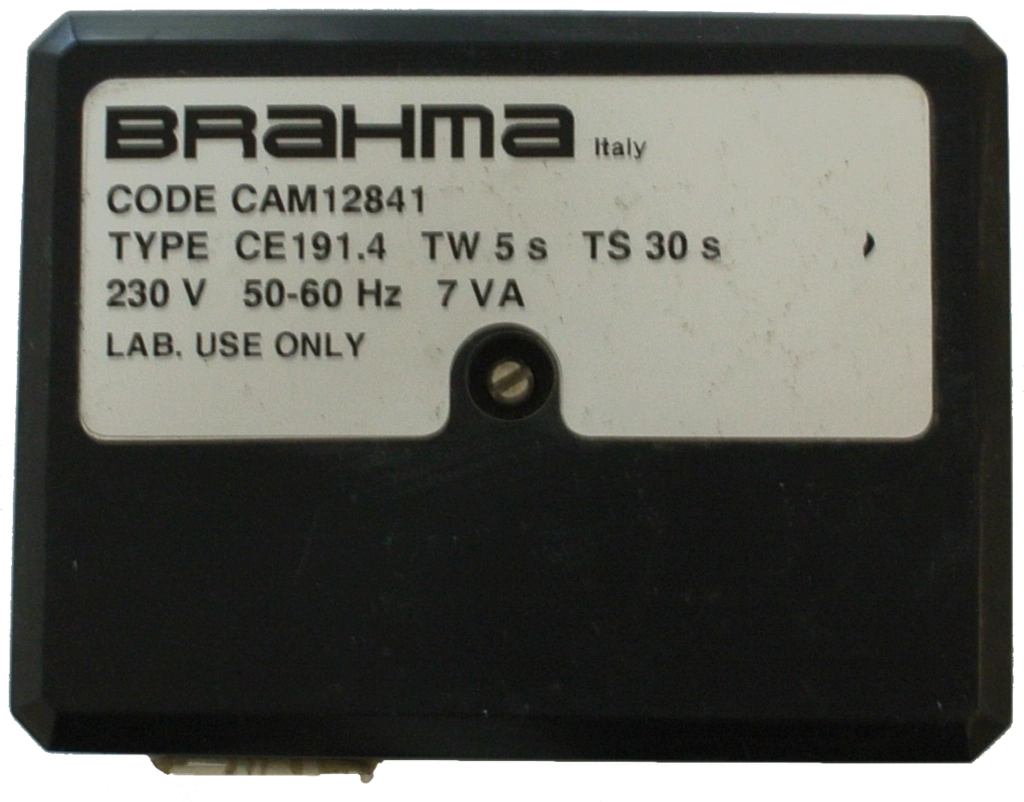 BRAHMA Italy
CODE CAM12841
TYPE CE191.4 TW 5 s TS 30 s
230 V 50-60 Hz 7 VA
LAB. USE ONLY